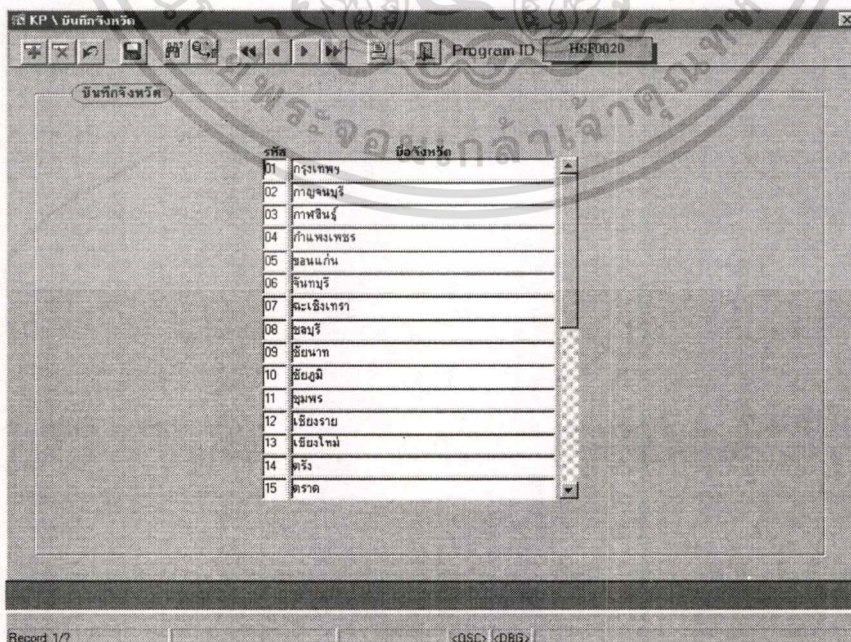 KP \ บันทึกจังหวัด
Program ID HSF0020
บันทึกจังหวัด
รหัส ชื่อจังหวัด
01 กรุงเทพฯ
02 กาญจนบุรี
03 กาฬสินธุ์
04 กำแพงเพชร
05 ขอนแก่น
06 จันทบุรี
07 ฉะเชิงเทรา
08 ชลบุรี
09 ชัยนาท
10 ชัยภูมิ
11 ชุมพร
12 เชียงราย
13 เชียงใหม่
14 ตรัง
15 ตราด
Record: 1/? <OSC> <DBG>